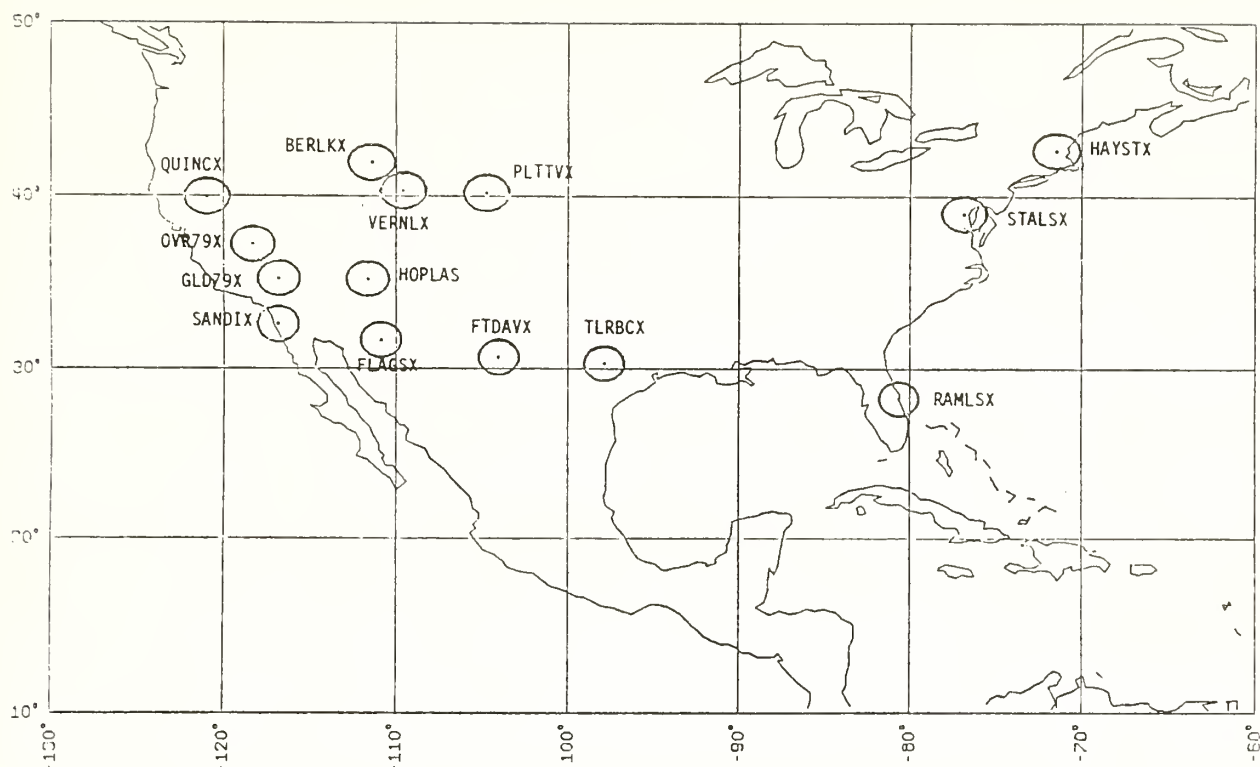 50°
BERLKX
HAYSTX
QUINCX
PLTTVX
40°
VERNLX
STALSX
OVR79X
GLD79X
HOPLAS
SANDIX
FTDAVX
TLRBCX
30°
FLAGSX
RAMLSX
20°
10°
-130°
-120°
-110°
-100°
-90°
-80°
-70°
-60°